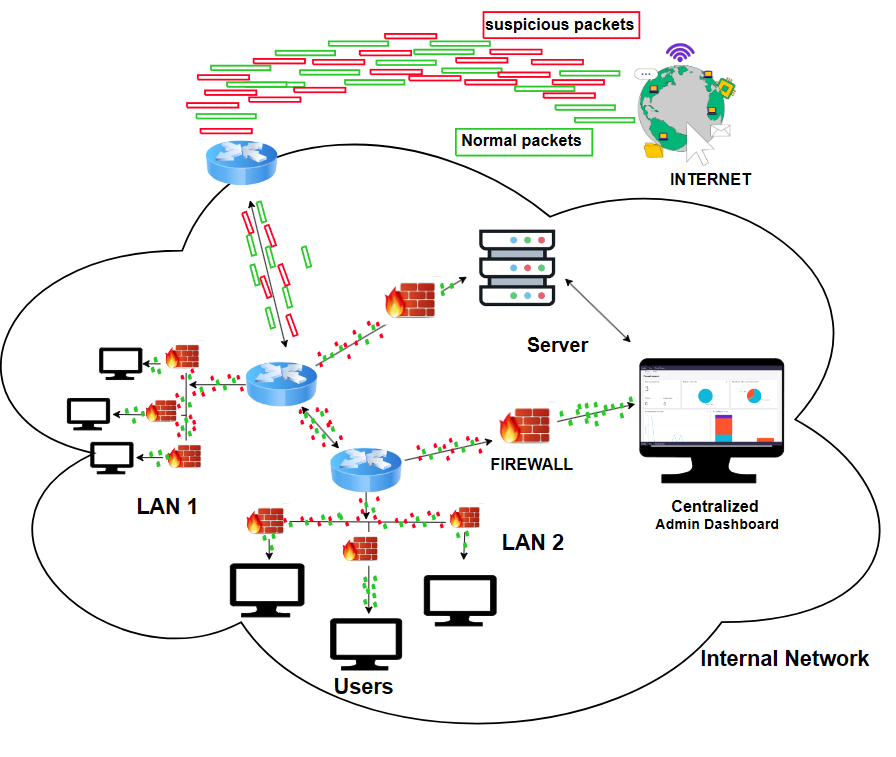 suspicious packets
Normal packets
INTERNET
Server
FIREWALL
LAN 1
Centralized
Admin Dashboard
LAN 2
Internal Network
Users